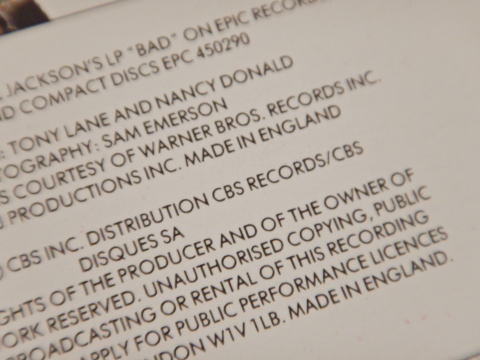 JACKSON'S LP "BAD" ON EPIC RECORD
COMPACT DISCS EPC 450290
TONY LANE AND NANCY DONALD
SAM EMERSON
COURTESY OF WARNER BROS. RECORDS INC.
PRODUCTIONS INC. MADE IN ENGLAND
CBS INC. DISTRIBUTION CBS RECORDS/CBS
DISQUES SA
GHTS OF THE PRODUCER AND OF THE OWNER OF
ORK RESERVED. UNAUTHORISED COPYING, PUBLIC
ROADCASTING OR RENTAL OF THIS RECORDING
APPLY FOR PUBLIC PERFORMANCE LICENCES
NDON W1V 1LB. MADE IN ENGLAND.